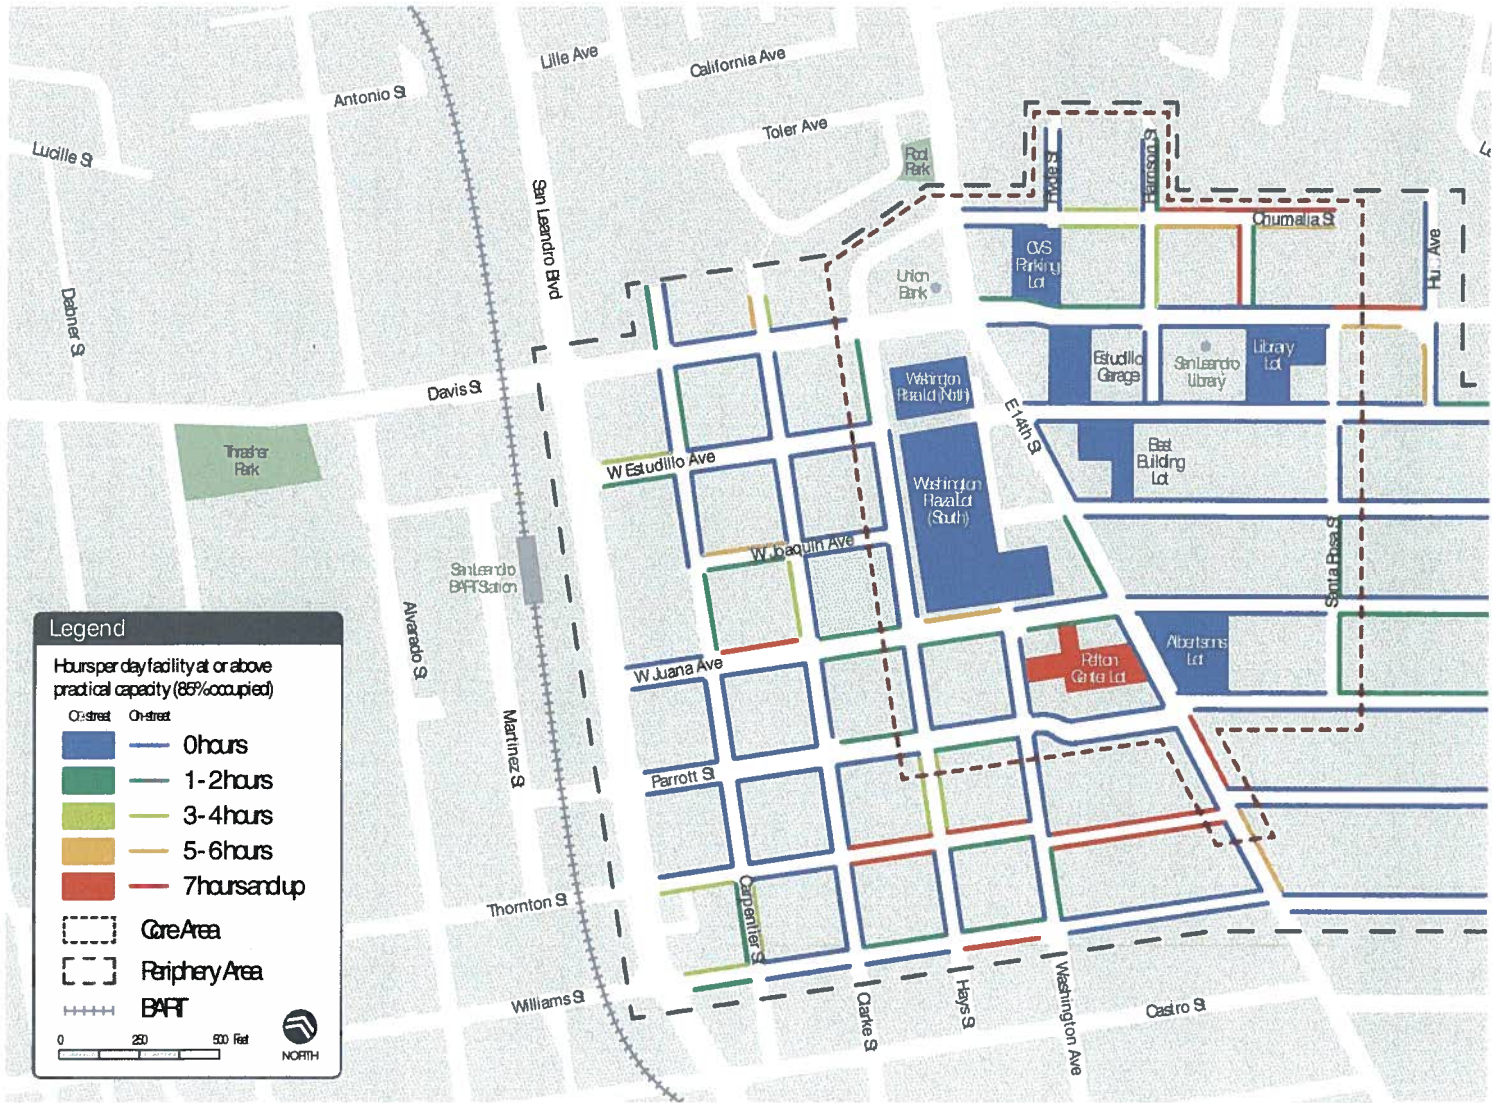 Lille Ave
California Ave
Antonio St
Toler Ave
Lucille St
Root
Park
Hyde St
Harrison St
San Leandro Blvd
Chumalia St
CVS
Parking
Lot
Union
Bank
Dabner St
Estudillo
Garage
San Leandro
Library
Library
Lot
Davis St
Washington
Plaza Lot (North)
E 14th St
Thrasher
Park
W Estudillo Ave
East
Building
Lot
Washington
Plaza Lot
(South)
W Joaquin Ave
San Leandro
BART Station
Santa Rosa St
Alvarado St
W Juana Ave
Pelton
Center Lot
Albertsons
Lot
Martinez St
Parrott St
Thornton St
Carpentier St
Williams St
Clarke St
Hays St
Washington Ave
Castro St
Legend
Hours per day facility at or above
practical capacity (85% occupied)
Off-street On-street
0 hours
1 - 2 hours
3 - 4 hours
5 - 6 hours
7 hours and up
Core Area
Periphery Area
BART
0 250 500 Feet
NORTH